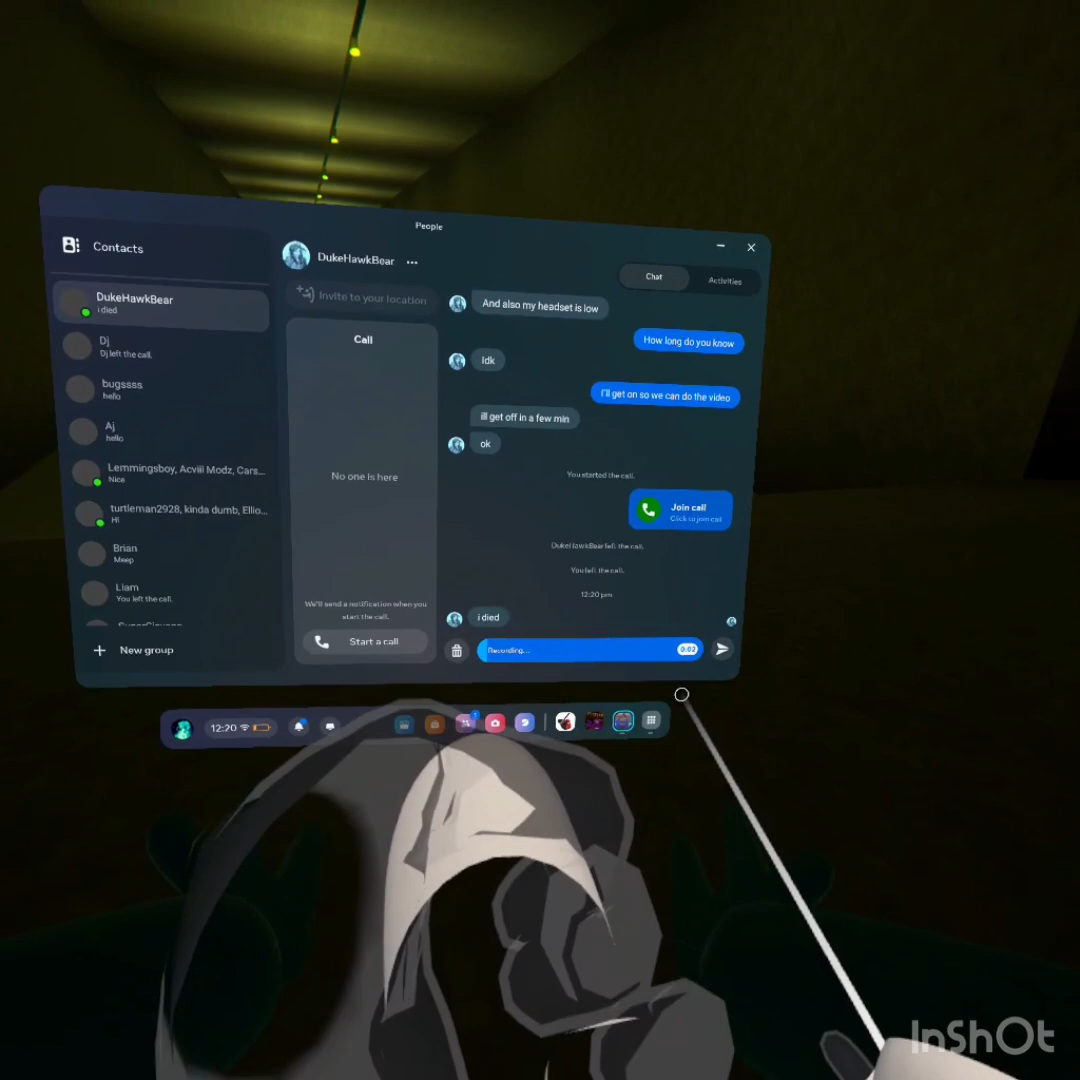 People
Contacts
DukeHawkBear
i died
Dj
Dj left the call.
bugssss
hello
Aj
hello
Lemmingsboy, Acviii Modz, Cars...
Nice
turtleman2928, kinda dumb, Ellio...
Hi
Brian
Meep
Liam
You left the call.
New group
DukeHawkBear
Invite to your location
Call
No one is here
We'll send a notification when you
start the call.
Start a call
Chat
Activities
And also my headset is low
How long do you know
Idk
I'll get on so we can do the video
ill get off in a few min
ok
You started the call.
Join call
Click to join call
DukeHawkBear left the call.
You left the call.
12:20 pm
i died
Recording...
0:02
12:20
InShOt